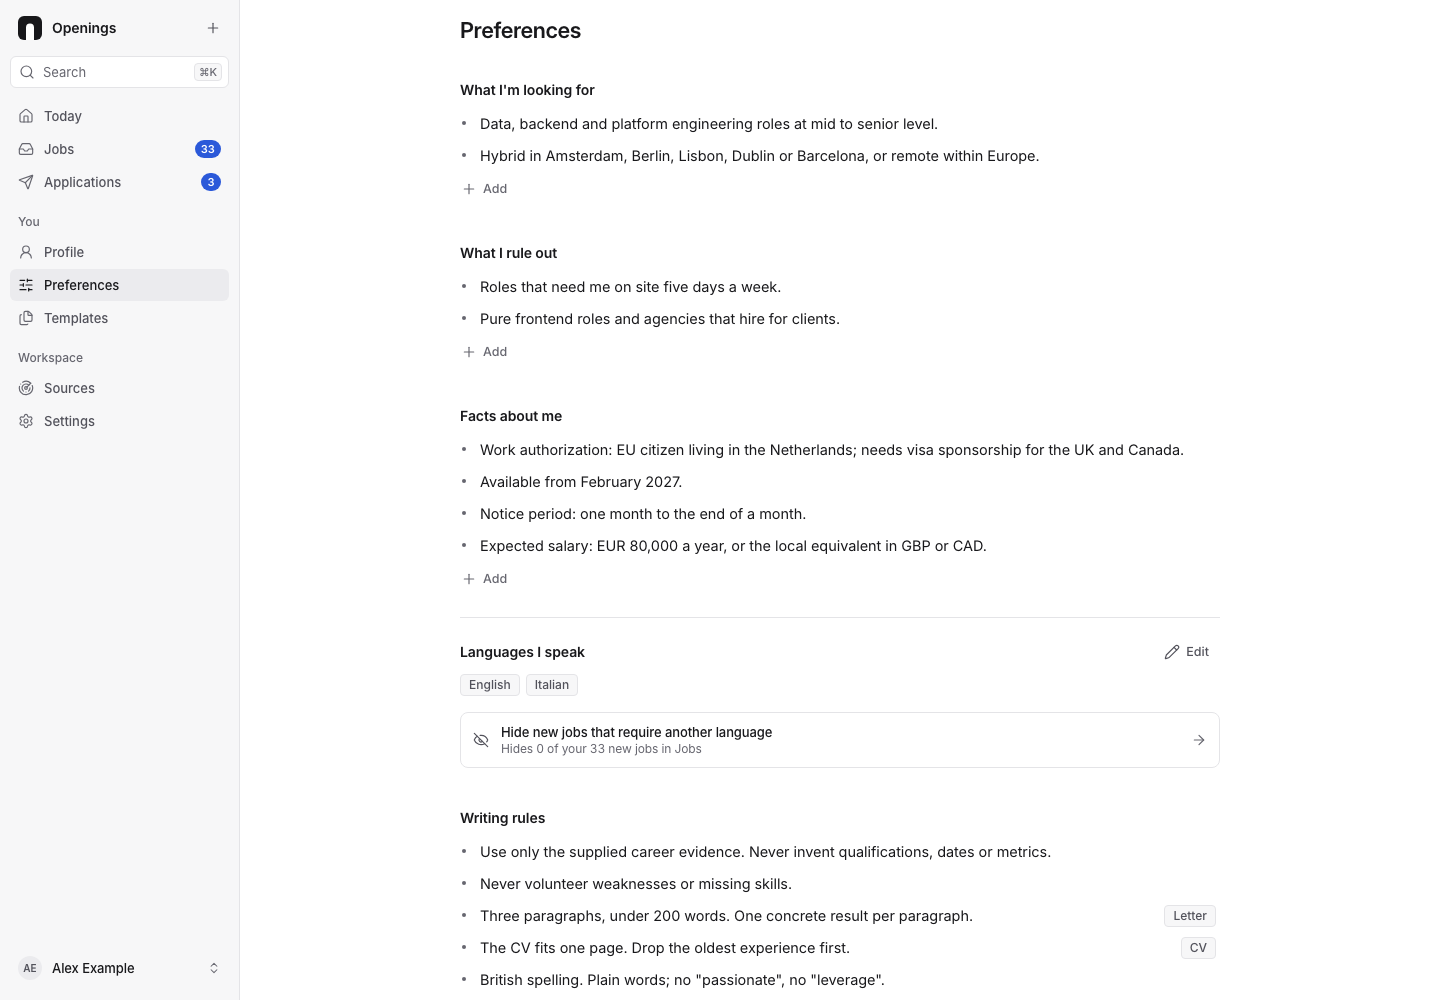 Openings
Search
⌘K
Today
Jobs
33
Applications
3
You
Profile
Preferences
Templates
Workspace
Sources
Settings
AE
Alex Example
Preferences
What I'm looking for
Data, backend and platform engineering roles at mid to senior level.
Hybrid in Amsterdam, Berlin, Lisbon, Dublin or Barcelona, or remote within Europe.
Add
What I rule out
Roles that need me on site five days a week.
Pure frontend roles and agencies that hire for clients.
Add
Facts about me
Work authorization: EU citizen living in the Netherlands; needs visa sponsorship for the UK and Canada.
Available from February 2027.
Notice period: one month to the end of a month.
Expected salary: EUR 80,000 a year, or the local equivalent in GBP or CAD.
Add
Languages I speak
Edit
English
Italian
Hide new jobs that require another language
Hides 0 of your 33 new jobs in Jobs
Writing rules
Use only the supplied career evidence. Never invent qualifications, dates or metrics.
Never volunteer weaknesses or missing skills.
Three paragraphs, under 200 words. One concrete result per paragraph.
Letter
The CV fits one page. Drop the oldest experience first.
CV
British spelling. Plain words; no "passionate", no "leverage".